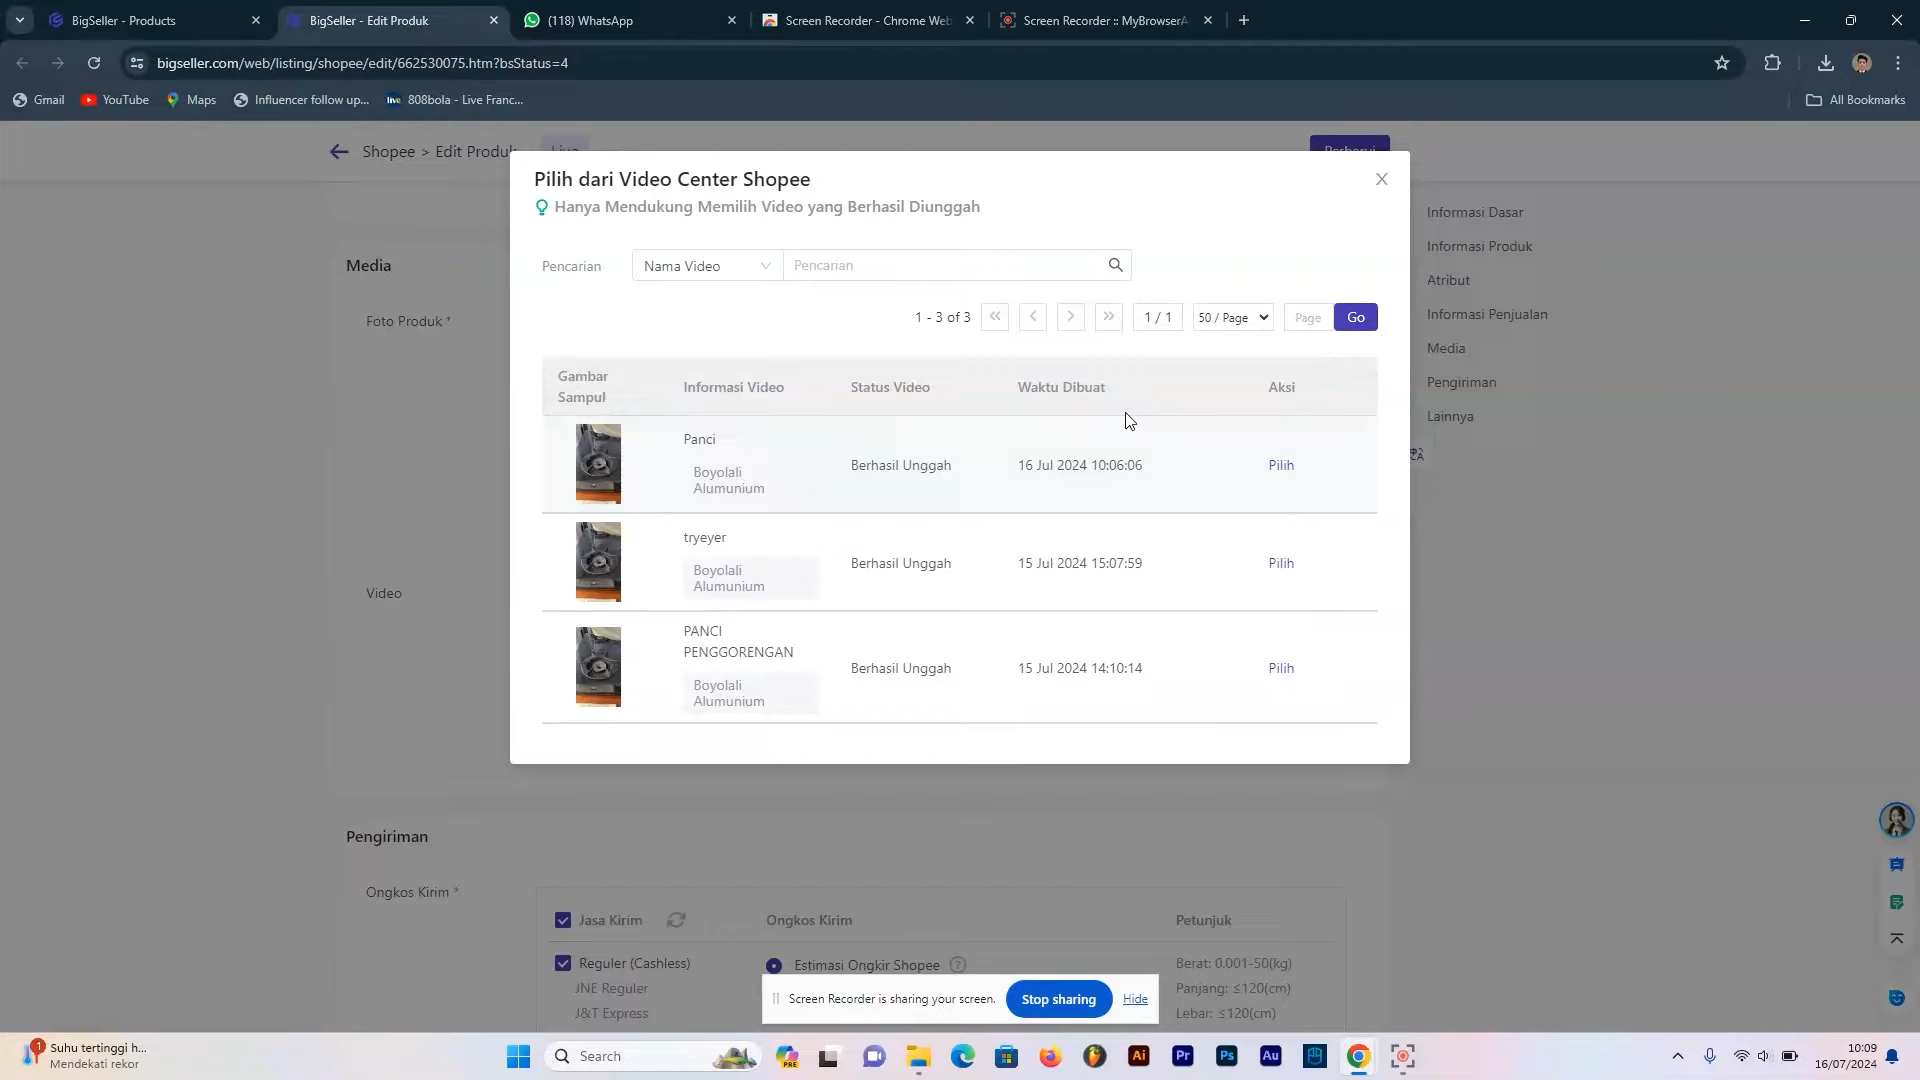 BigSeller - Products
BigSeller - Edit Produk
(118) WhatsApp
Screen Recorder - Chrome Web
Screen Recorder :: MyBrowserA
bigseller.com/web/listing/shopee/edit/662530075.htm?bsStatus=4
Gmail
YouTube
Maps
Influencer follow up...
live 808bola - Live Franc...
All Bookmarks
Shopee > Edit Produk
Live
Perbarui
Pilih dari Video Center Shopee
Hanya Mendukung Memilih Video yang Berhasil Diunggah
Pencarian
Nama Video
Pencarian
1 - 3 of 3
1 / 1
50 / Page
Page
Go
Gambar
Sampul
Informasi Video
Status Video
Waktu Dibuat
Aksi
Panci
Boyolali
Alumunium
Berhasil Unggah
16 Jul 2024 10:06:06
Pilih
tryeyer
Boyolali
Alumunium
Berhasil Unggah
15 Jul 2024 15:07:59
Pilih
PANCI
PENGGORENGAN
Boyolali
Alumunium
Berhasil Unggah
15 Jul 2024 14:10:14
Pilih
Media
Foto Produk *
Video
Informasi Dasar
Informasi Produk
Atribut
Informasi Penjualan
Media
Pengiriman
Lainnya
Pengiriman
Ongkos Kirim *
Jasa Kirim
Ongkos Kirim
Petunjuk
Reguler (Cashless)
JNE Reguler
J&T Express
Estimasi Ongkir Shopee
Berat: 0.001-50(kg)
Panjang: ≤120(cm)
Lebar: ≤120(cm)
Screen Recorder is sharing your screen.
Stop sharing
Hide
1
Suhu tertinggi h...
Mendekati rekor
Search
PRE
Ai
Pr
Ps
Au
10:09
16/07/2024